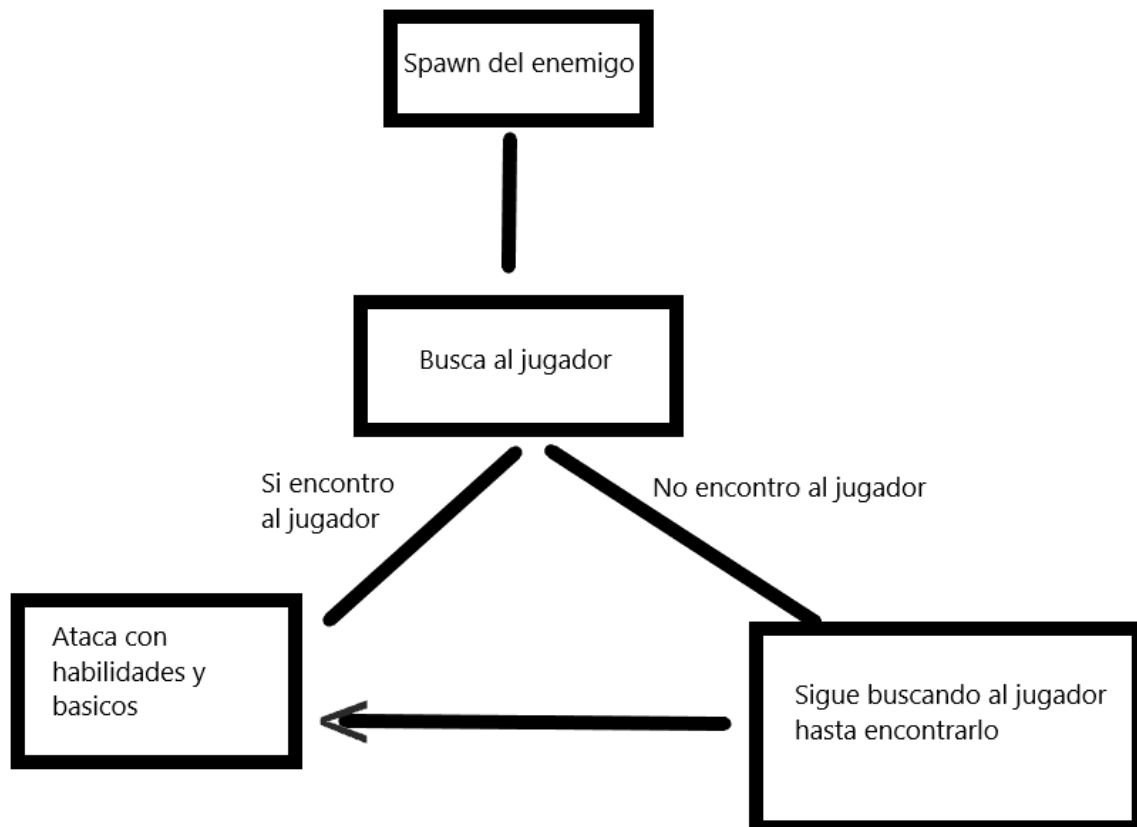 Spawn del enemigo
Busca al jugador
Si encontro
al jugador
No encontro al jugador
Ataca con
habilidades y
basicos
Sigue buscando al jugador
hasta encontrarlo